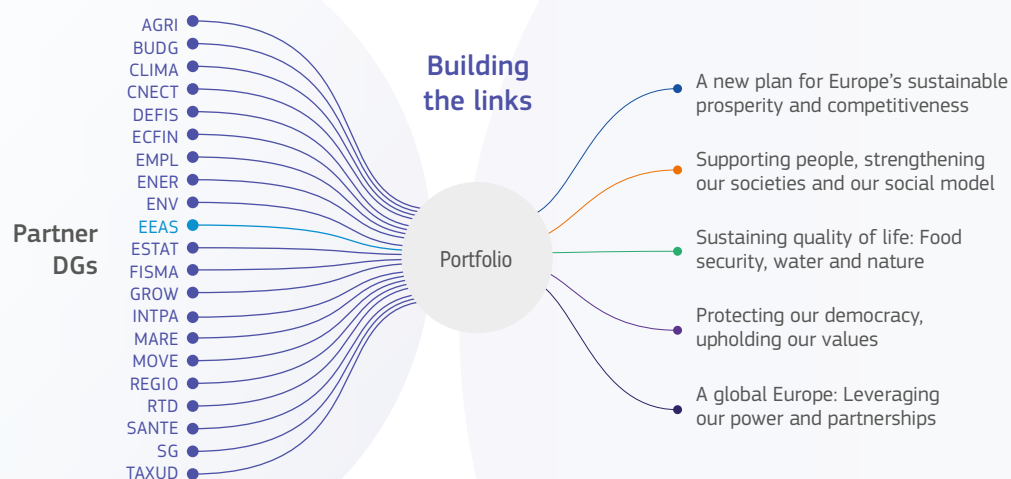 Building
the links
Partner
DGs
AGRI
BUDG
CLIMA
CNECT
DEFIS
ECFIN
EMPL
ENER
ENV
EEAS
ESTAT
FISMA
GROW
INTPA
MARE
MOVE
REGIO
RTD
SANTE
SG
TAXUD
Portfolio
A new plan for Europe’s sustainable
prosperity and competitiveness
Supporting people, strengthening
our societies and our social model
Sustaining quality of life: Food
security, water and nature
Protecting our democracy,
upholding our values
A global Europe: Leveraging
our power and partnerships